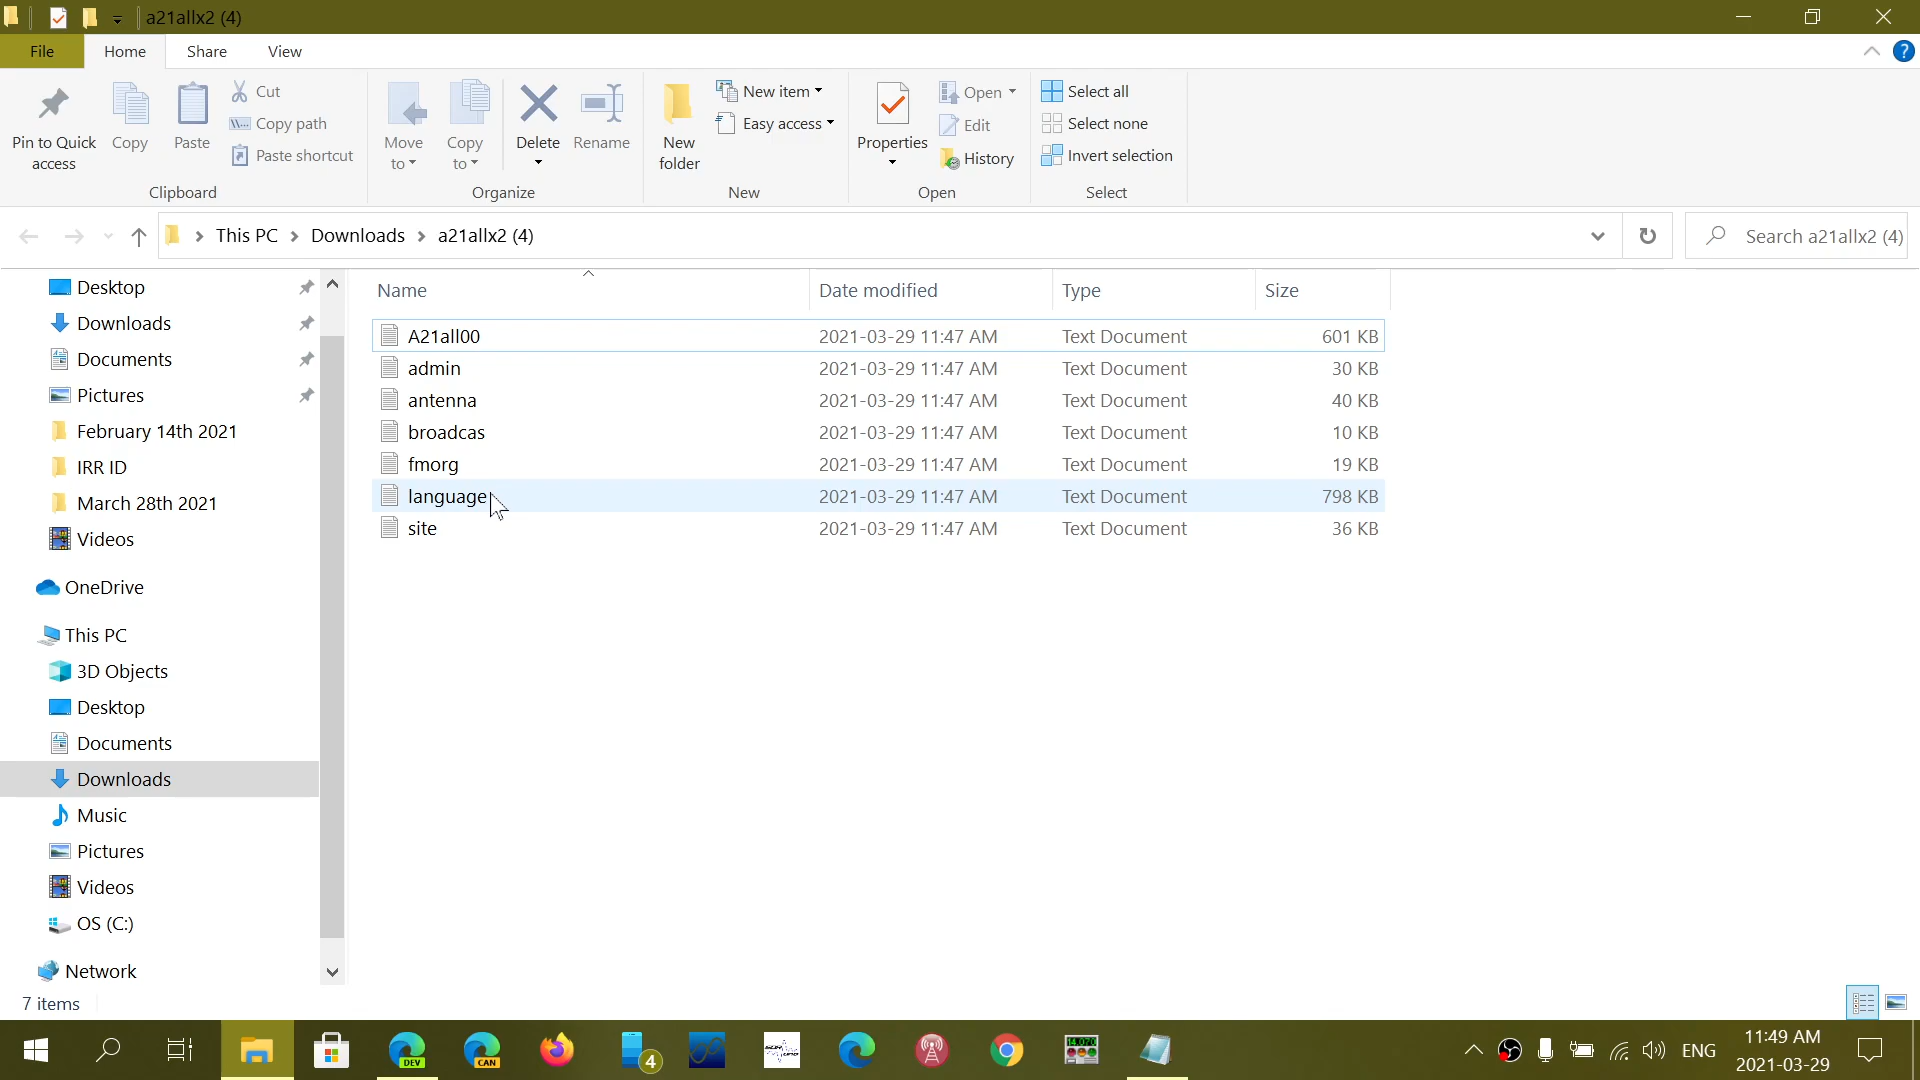 a21allx2 (4)
File Home Share View
Pin to Quick access
Copy
Paste
Cut
Copy path
Paste shortcut
Clipboard
Move to
Copy to
Delete
Rename
Organize
New folder
New item
Easy access
New
Properties
Open
Edit
History
Open
Select all
Select none
Invert selection
Select
This PC Downloads a21allx2 (4)
Search a21allx2 (4)
Desktop
Downloads
Documents
Pictures
February 14th 2021
IRR ID
March 28th 2021
Videos
OneDrive
This PC
3D Objects
Desktop
Documents
Downloads
Music
Pictures
Videos
OS (C:)
Network
Name Date modified Type Size
A21all00 2021-03-29 11:47 AM Text Document 601 KB
admin 2021-03-29 11:47 AM Text Document 30 KB
antenna 2021-03-29 11:47 AM Text Document 40 KB
broadcas 2021-03-29 11:47 AM Text Document 10 KB
fmorg 2021-03-29 11:47 AM Text Document 19 KB
language 2021-03-29 11:47 AM Text Document 798 KB
site 2021-03-29 11:47 AM Text Document 36 KB
7 items
DEV
CAN
4
14.070
ENG
11:49 AM
2021-03-29